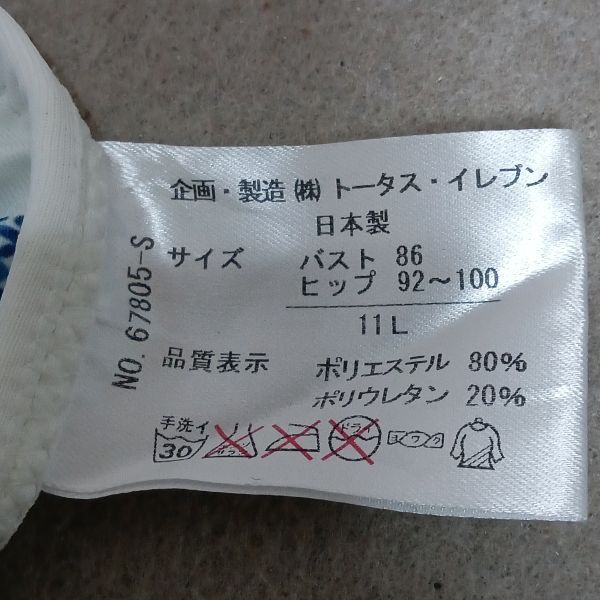 企画・製造 ㈱ トータス・イレブン
日本製
サイズ バスト 86
ヒップ 92～100
11L
品質表示 ポリエステル 80%
ポリウレタン 20%
手洗イ
30
ドライ
NO. 67805-S